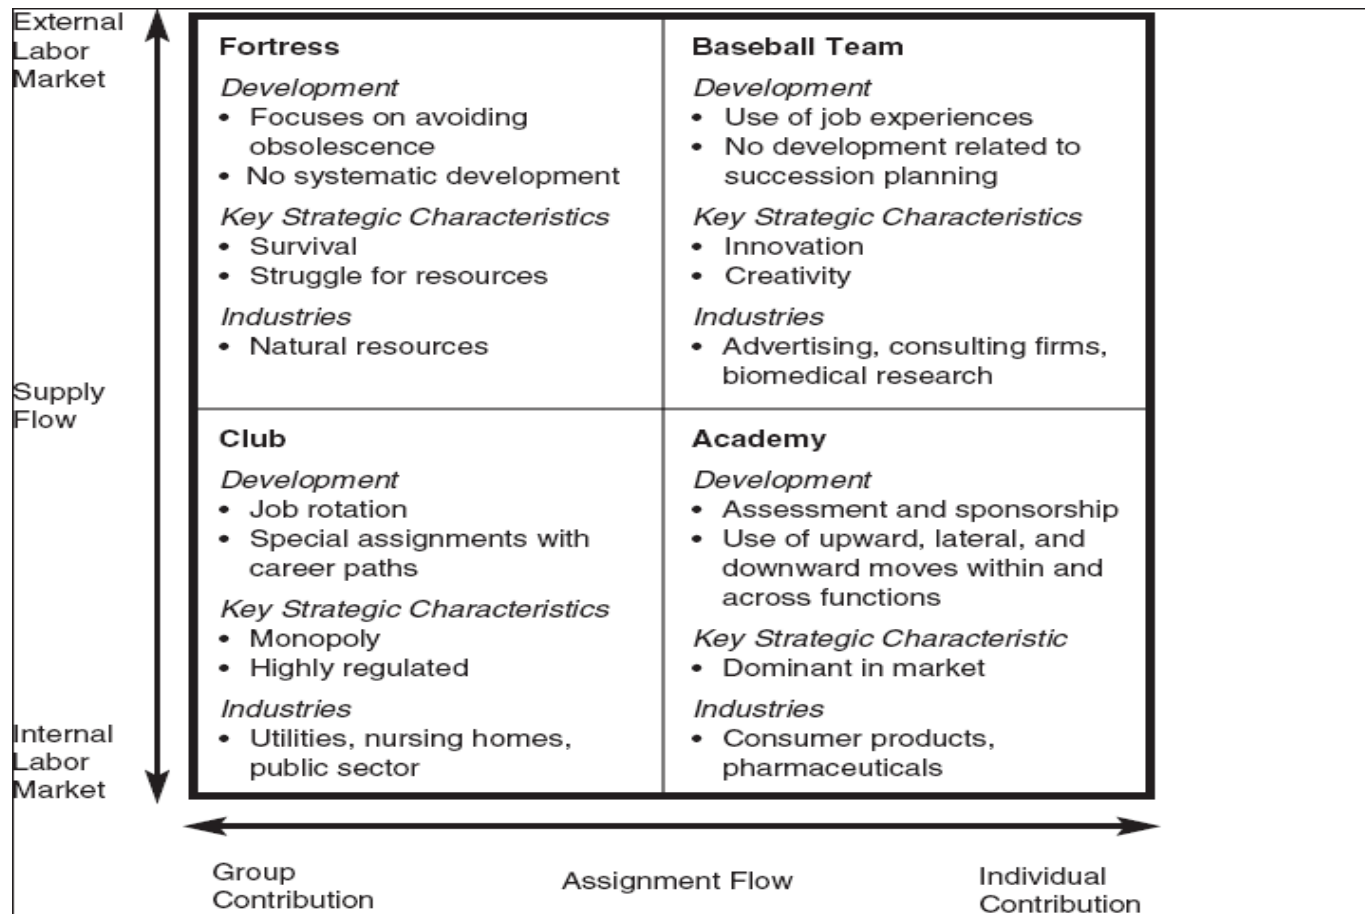 External
Labor
Market
Supply
Flow
Internal
Labor
Market
Fortress
Development
• Focuses on avoiding
obsolescence
• No systematic development
Key Strategic Characteristics
• Survival
• Struggle for resources
Industries
• Natural resources
Baseball Team
Development
• Use of job experiences
• No development related to
succession planning
Key Strategic Characteristics
• Innovation
• Creativity
Industries
• Advertising, consulting firms,
biomedical research
Club
Development
• Job rotation
• Special assignments with
career paths
Key Strategic Characteristics
• Monopoly
• Highly regulated
Industries
• Utilities, nursing homes,
public sector
Academy
Development
• Assessment and sponsorship
• Use of upward, lateral, and
downward moves within and
across functions
Key Strategic Characteristic
• Dominant in market
Industries
• Consumer products,
pharmaceuticals
Group
Contribution
Assignment Flow
Individual
Contribution